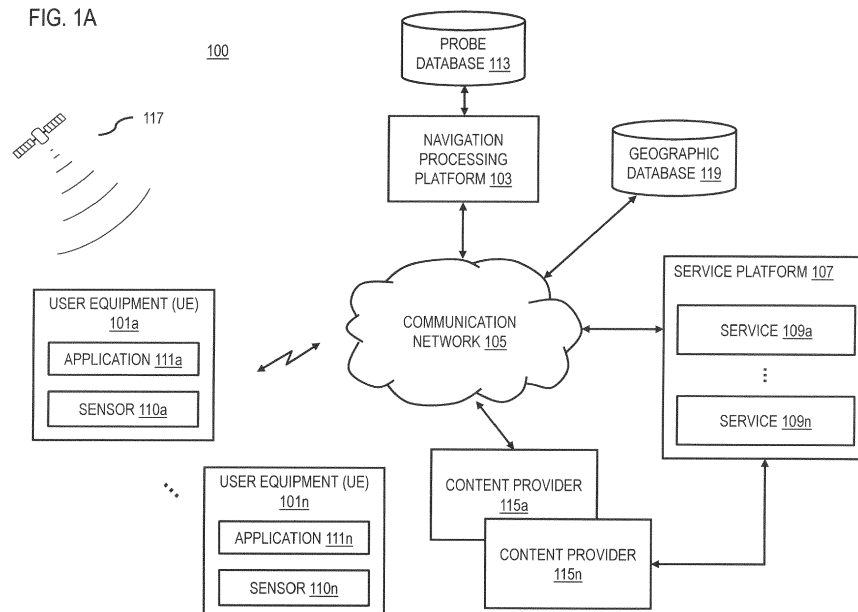 FIG. 1A
100
117
PROBE
DATABASE 113
NAVIGATION
PROCESSING
PLATFORM 103
GEOGRAPHIC
DATABASE 119
COMMUNICATION
NETWORK 105
SERVICE PLATFORM 107
SERVICE 109a
...
SERVICE 109n
USER EQUIPMENT (UE)
101a
APPLICATION 111a
SENSOR 110a
...
USER EQUIPMENT (UE)
101n
APPLICATION 111n
SENSOR 110n
CONTENT PROVIDER
115a
CONTENT PROVIDER
115n